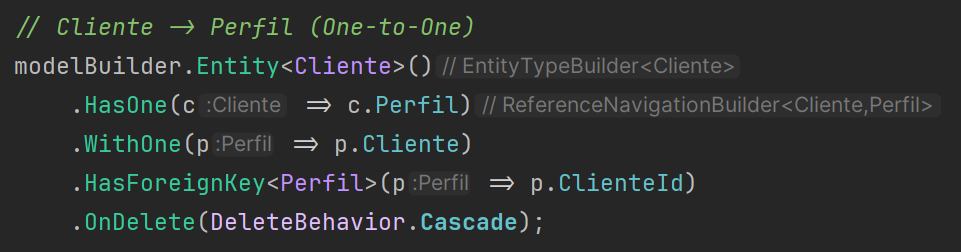 // Cliente -> Perfil (One-to-One)
modelBuilder.Entity<Cliente>() // EntityTypeBuilder<Cliente>
.HasOne(c :Cliente => c.Perfil) // ReferenceNavigationBuilder<Cliente,Perfil>
.WithOne(p :Perfil => p.Cliente)
.HasForeignKey<Perfil>(p :Perfil => p.ClienteId)
.OnDelete(DeleteBehavior.Cascade);